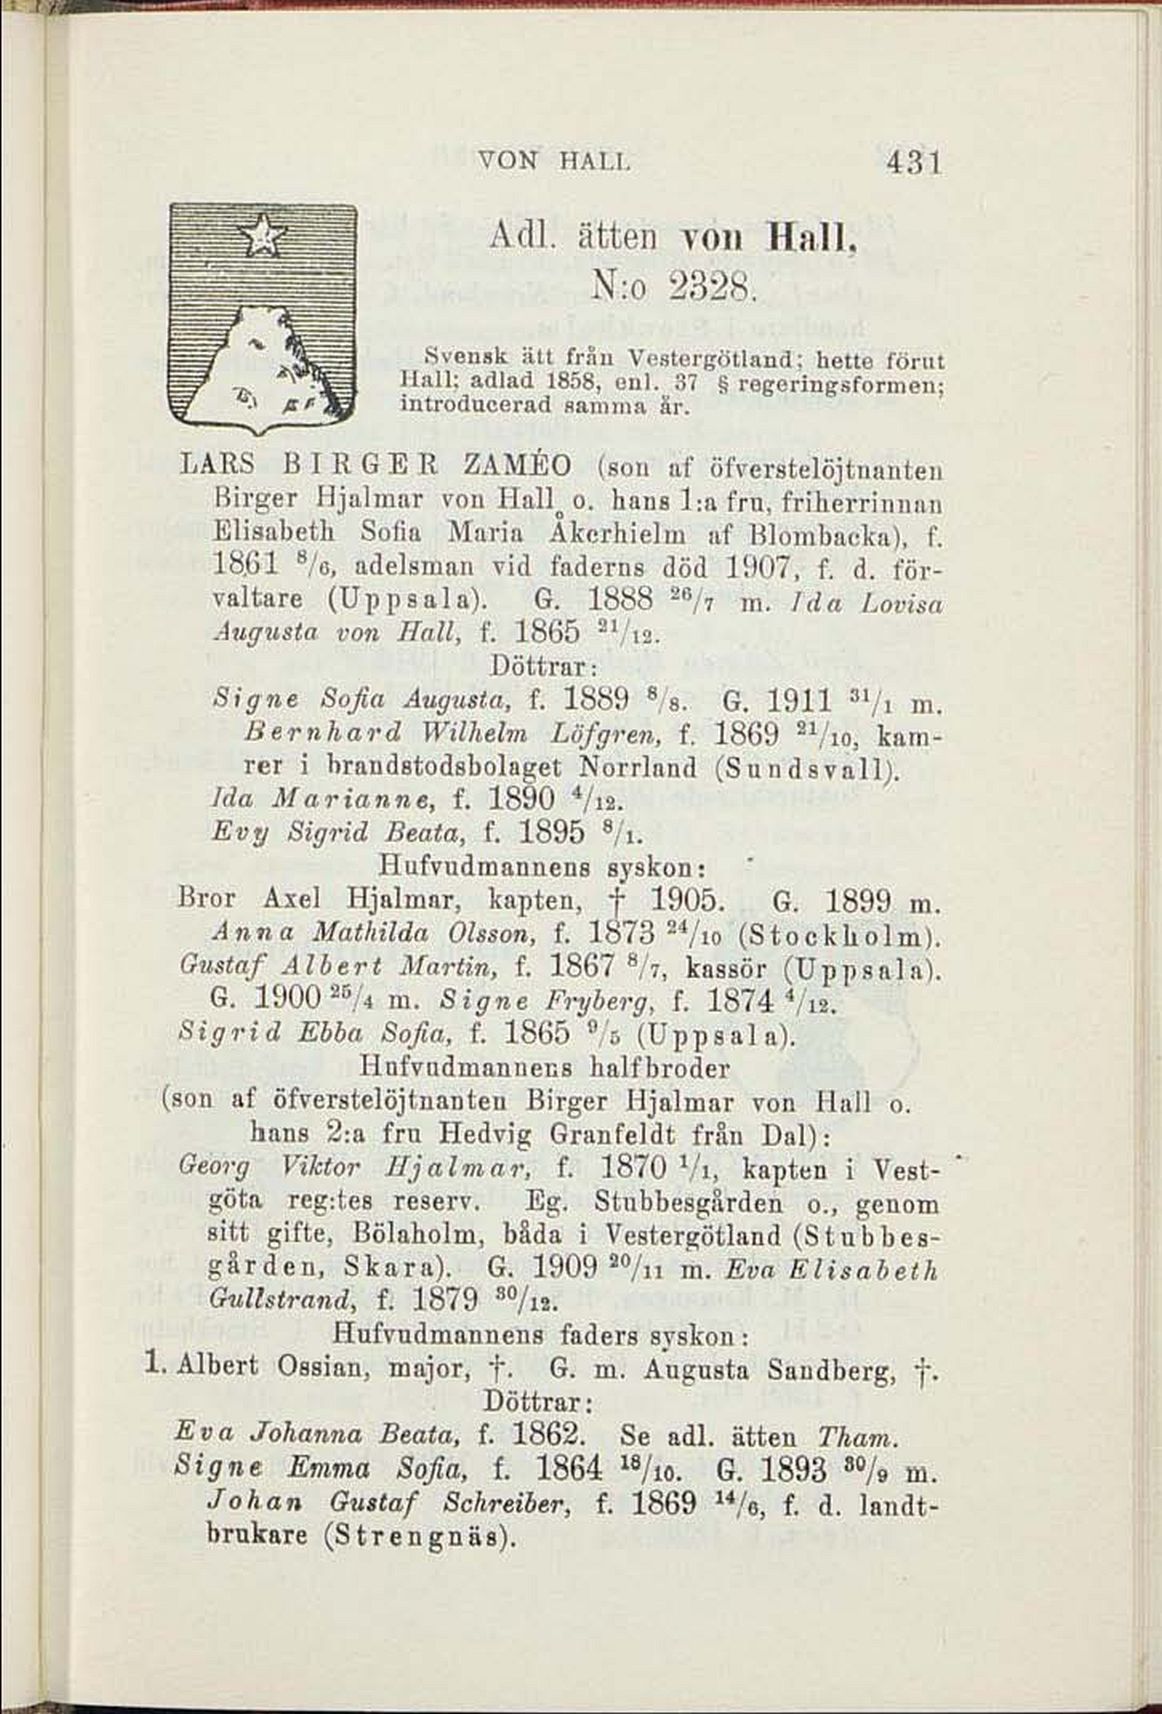 VON HALL 431
Adl. ätten von Hall,
N:o 2328.
Svensk ätt från Vestergötland; hette förut
Hall; adlad 1858, enl. 37 § regeringsformen;
introducerad samma år.
LARS BIRGER ZAMÉO (son af öfverstelöjtnanten
Birger Hjalmar von Hall o. hans 1:a fru, friherrinnan
Elisabeth Sofia Maria Åkerhielm af Blombacka), f.
1861 8/6, adelsman vid faderns död 1907, f. d. för-
valtare (Uppsala). G. 1888 26/7 m. Ida Lovisa
Augusta von Hall, f. 1865 21/12.
Döttrar:
Signe Sofia Augusta, f. 1889 8/8. G. 1911 31/1 m.
Bernhard Wilhelm Löfgren, f. 1869 21/10, kam-
rer i brandstodsbolaget Norrland (Sundsvall).
Ida Marianne, f. 1890 4/12.
Evy Sigrid Beata, f. 1895 8/1.
Hufvudmannens syskon:
Bror Axel Hjalmar, kapten, † 1905. G. 1899 m.
Anna Mathilda Olsson, f. 1873 24/10 (Stockholm).
Gustaf Albert Martin, f. 1867 8/7, kassör (Uppsala).
G. 1900 25/4 m. Signe Fryberg, f. 1874 4/12.
Sigrid Ebba Sofia, f. 1865 9/5 (Uppsala).
Hufvudmannens halfbroder
(son af öfverstelöjtnanten Birger Hjalmar von Hall o.
hans 2:a fru Hedvig Granfeldt från Dal):
Georg Viktor Hjalmar, f. 1870 1/1, kapten i Vest-
göta reg:tes reserv. Eg. Stubbesgården o., genom
sitt gifte, Bölaholm, båda i Vestergötland (Stubbes-
gården, Skara). G. 1909 20/11 m. Eva Elisabeth
Gullstrand, f. 1879 30/12.
Hufvudmannens faders syskon:
1. Albert Ossian, major, †. G. m. Augusta Sandberg, †.
Döttrar:
Eva Johanna Beata, f. 1862. Se adl. ätten Tham.
Signe Emma Sofia, f. 1864 18/10. G. 1893 30/9 m.
Johan Gustaf Schreiber, f. 1869 14/6, f. d. landt-
brukare (Strengnäs).